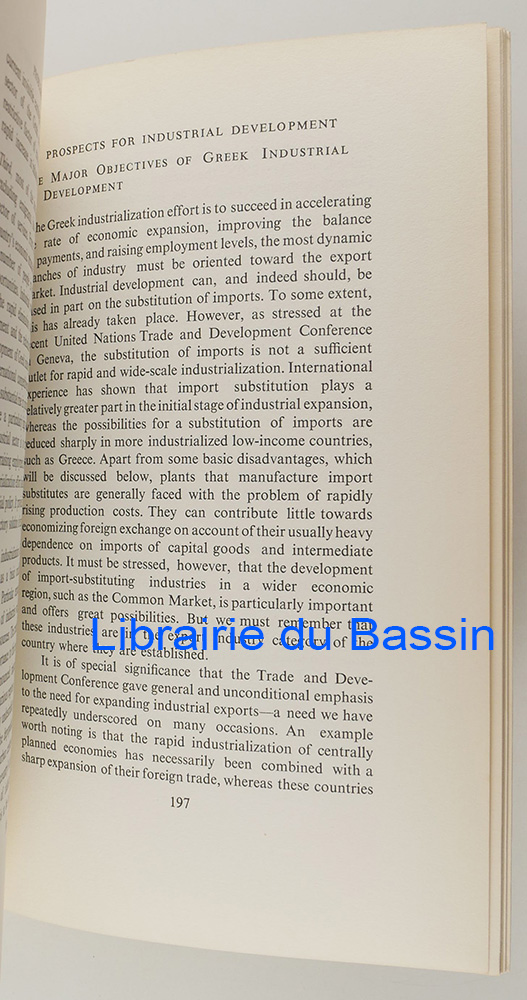 PROSPECTS FOR INDUSTRIAL DEVELOPMENT
MAJOR OBJECTIVES OF GREEK INDUSTRIAL
DEVELOPMENT
he Greek industrialization effort is to succeed in accelerating
rate of economic expansion, improving the balance
payments, and raising employment levels, the most dynamic
anches of industry must be oriented toward the export
arket. Industrial development can, and indeed should, be
ased in part on the substitution of imports. To some extent,
is has already taken place. However, as stressed at the
ecent United Nations Trade and Development Conference
Geneva, the substitution of imports is not a sufficient
utlet for rapid and wide-scale industrialization. International
experience has shown that import substitution plays a
relatively greater part in the initial stage of industrial expansion,
whereas the possibilities for a substitution of imports are
reduced sharply in more industrialized low-income countries,
such as Greece. Apart from some basic disadvantages, which
will be discussed below, plants that manufacture import
substitutes are generally faced with the problem of rapidly
rising production costs. They can contribute little towards
economizing foreign exchange on account of their usually heavy
dependence on imports of capital goods and intermediate
products. It must be stressed, however, that the development
of import-substituting industries in a wider economic
region, such as the Common Market, is particularly important
and offers great possibilities. But we must remember that
these industries are in the export industry category of the
country where they are established.
Librairie du Bassin
It is of special significance that the Trade and Deve-
lopment Conference gave general and unconditional emphasis
to the need for expanding industrial exports—a need we have
repeatedly underscored on many occasions. An example
worth noting is that the rapid industrialization of centrally
planned economies has necessarily been combined with a
sharp expansion of their foreign trade, whereas these countries
197